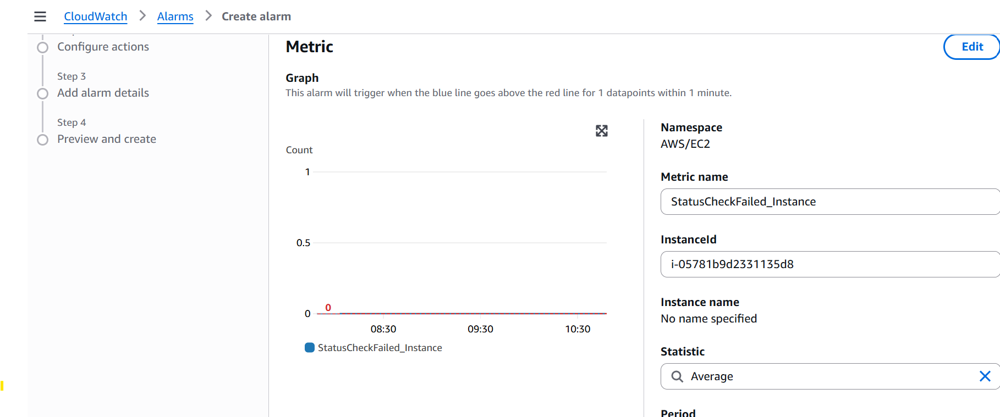 CloudWatch > Alarms > Create alarm
Configure actions
Step 3
Add alarm details
Step 4
Preview and create
Metric
Edit
Graph
This alarm will trigger when the blue line goes above the red line for 1 datapoints within 1 minute.
Count
1
0.5
0
0
08:30 09:30 10:30
StatusCheckFailed_Instance
Namespace
AWS/EC2
Metric name
StatusCheckFailed_Instance
InstanceId
i-05781b9d2331135d8
Instance name
No name specified
Statistic
Average
Period